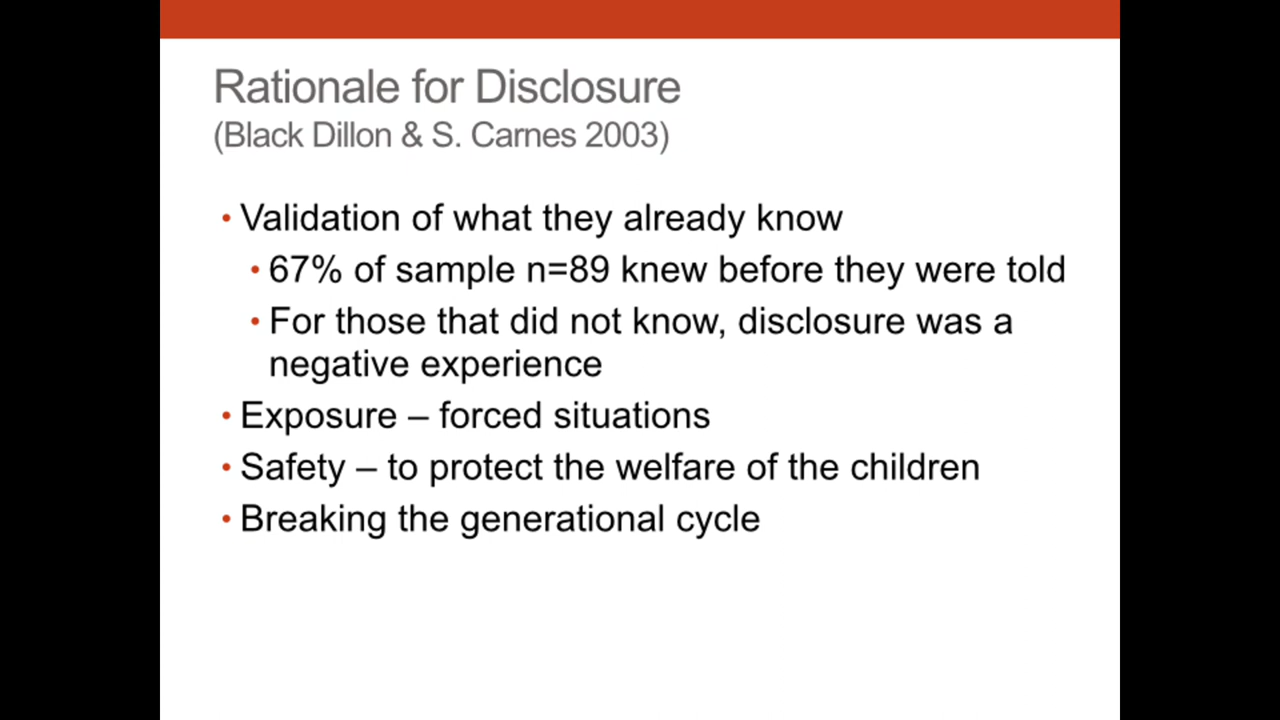 Rationale for Disclosure
(Black Dillon & S. Carnes 2003)
• Validation of what they already know
• 67% of sample n=89 knew before they were told
• For those that did not know, disclosure was a
negative experience
• Exposure – forced situations
• Safety – to protect the welfare of the children
• Breaking the generational cycle